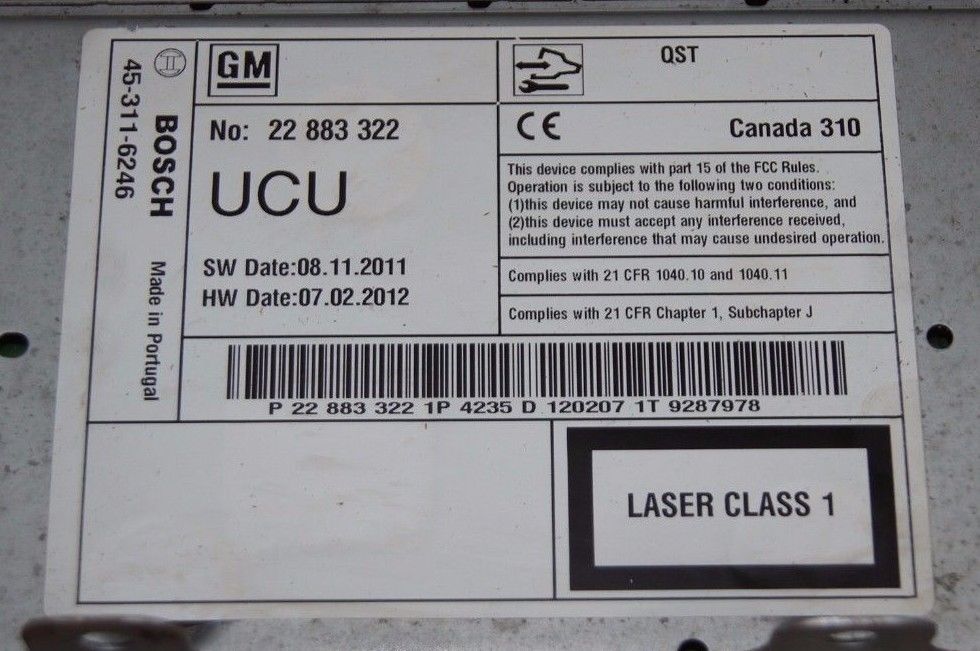 BOSCH
Made in Portugal
45-311-6246
GM
No: 22 883 322
UCU
SW Date:08.11.2011
HW Date:07.02.2012
QST
CE
Canada 310
This device complies with part 15 of the FCC Rules.
Operation is subject to the following two conditions:
(1)this device may not cause harmful interference, and
(2)this device must accept any interference received,
including interference that may cause undesired operation.
Complies with 21 CFR 1040.10 and 1040.11
Complies with 21 CFR Chapter 1, Subchapter J
P 22 883 322 1P 4235 D 120207 1T 9287978
LASER CLASS 1